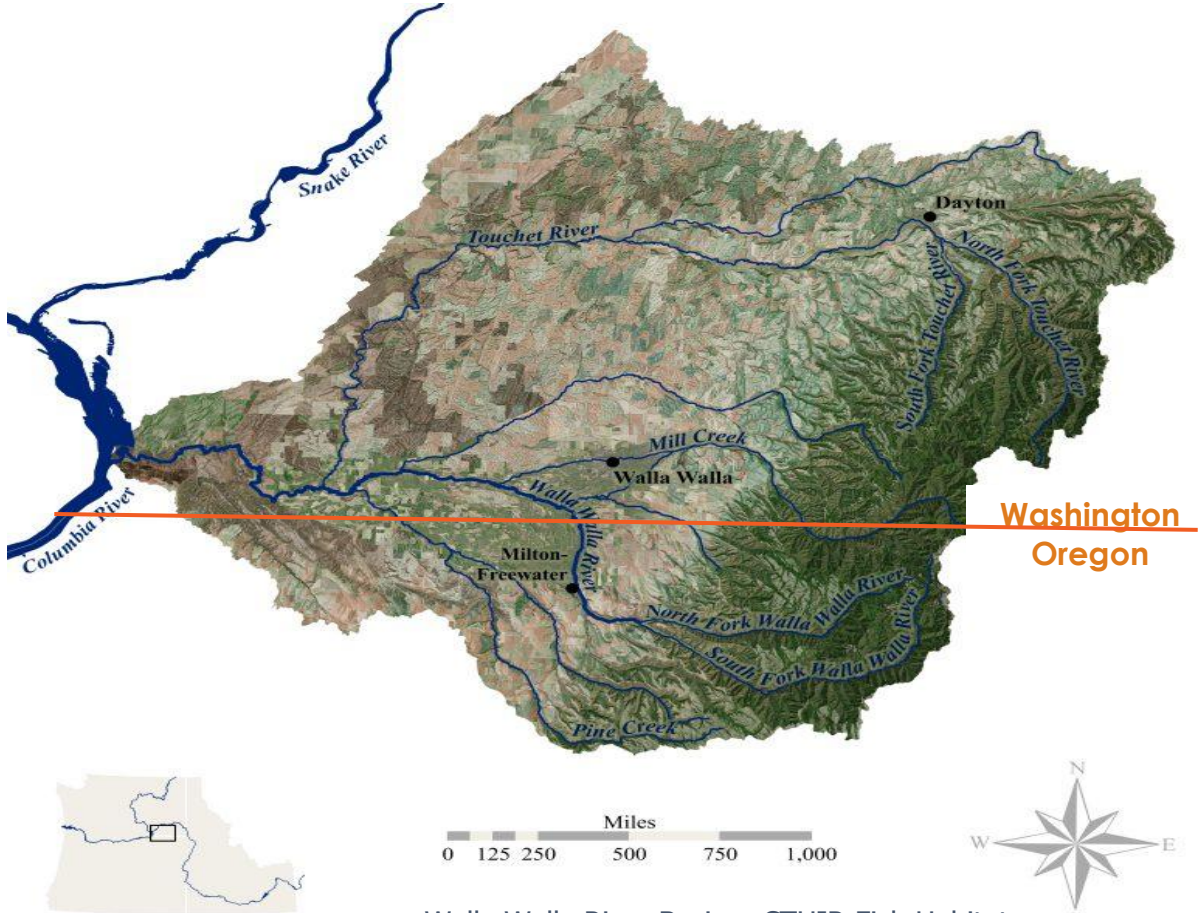 Snake River
Dayton
Touchet River
North Fork Touchet River
South Fork Touchet River
Mill Creek
Walla Walla
Walla Walla River
Columbia River
Washington
Oregon
Milton-
Freewater
North Fork Walla Walla River
South Fork Walla Walla River
Pine Creek
Miles
0 125 250 500 750 1,000
N
W E